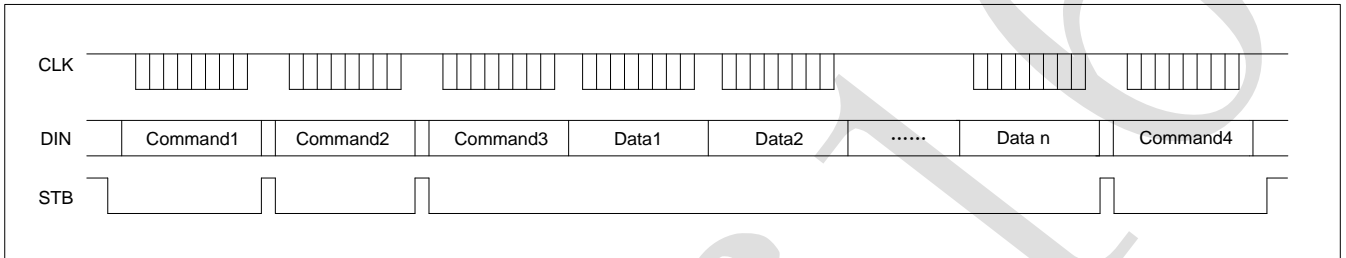 CLK
DIN Command1 Command2 Command3 Data1 Data2 …… Data n Command4
STB